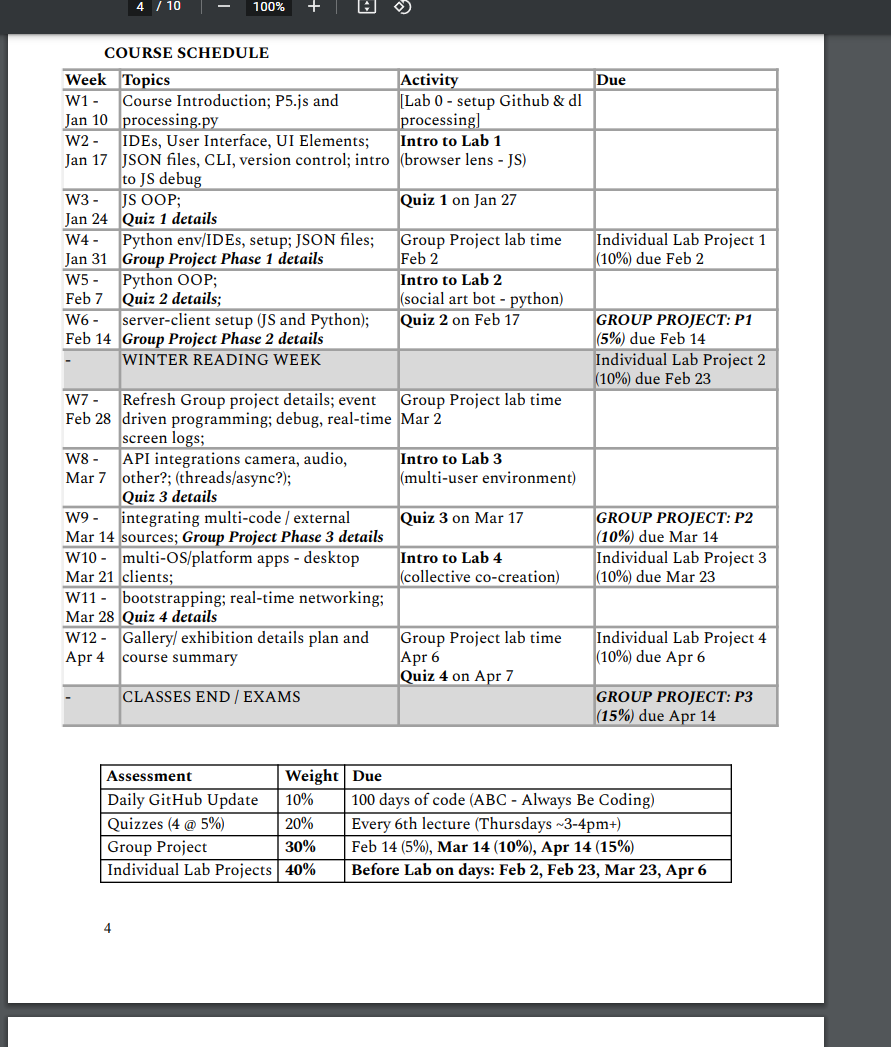 4 / 10 — 100% +
COURSE SCHEDULE
Week Topics Activity Due
W1 - Course Introduction; P5.js and [Lab 0 - setup Github & dl
Jan 10 processing.py processing]
W2 - IDEs, User Interface, UI Elements; Intro to Lab 1
Jan 17 JSON files, CLI, version control; intro (browser lens - JS)
to JS debug
W3 - JS OOP; Quiz 1 on Jan 27
Jan 24 Quiz 1 details
W4 - Python env/IDEs, setup; JSON files; Group Project lab time Individual Lab Project 1
Jan 31 Group Project Phase 1 details Feb 2 (10%) due Feb 2
W5 - Python OOP; Intro to Lab 2
Feb 7 Quiz 2 details; (social art bot - python)
W6 - server-client setup (JS and Python); Quiz 2 on Feb 17 GROUP PROJECT: P1
Feb 14 Group Project Phase 2 details (5%) due Feb 14
- WINTER READING WEEK Individual Lab Project 2
(10%) due Feb 23
W7 - Refresh Group project details; event Group Project lab time
Feb 28 driven programming; debug, real-time Mar 2
screen logs;
W8 - API integrations camera, audio, Intro to Lab 3
Mar 7 other?; (threads/async?); (multi-user environment)
Quiz 3 details
W9 - integrating multi-code / external Quiz 3 on Mar 17 GROUP PROJECT: P2
Mar 14 sources; Group Project Phase 3 details (10%) due Mar 14
W10 - multi-OS/platform apps - desktop Intro to Lab 4 Individual Lab Project 3
Mar 21 clients; (collective co-creation) (10%) due Mar 23
W11 - bootstrapping; real-time networking;
Mar 28 Quiz 4 details
W12 - Gallery/ exhibition details plan and Group Project lab time Individual Lab Project 4
Apr 4 course summary Apr 6 (10%) due Apr 6
Quiz 4 on Apr 7
- CLASSES END / EXAMS GROUP PROJECT: P3
(15%) due Apr 14
Assessment Weight Due
Daily GitHub Update 10% 100 days of code (ABC - Always Be Coding)
Quizzes (4 @ 5%) 20% Every 6th lecture (Thursdays ~3-4pm+)
Group Project 30% Feb 14 (5%), Mar 14 (10%), Apr 14 (15%)
Individual Lab Projects 40% Before Lab on days: Feb 2, Feb 23, Mar 23, Apr 6
4